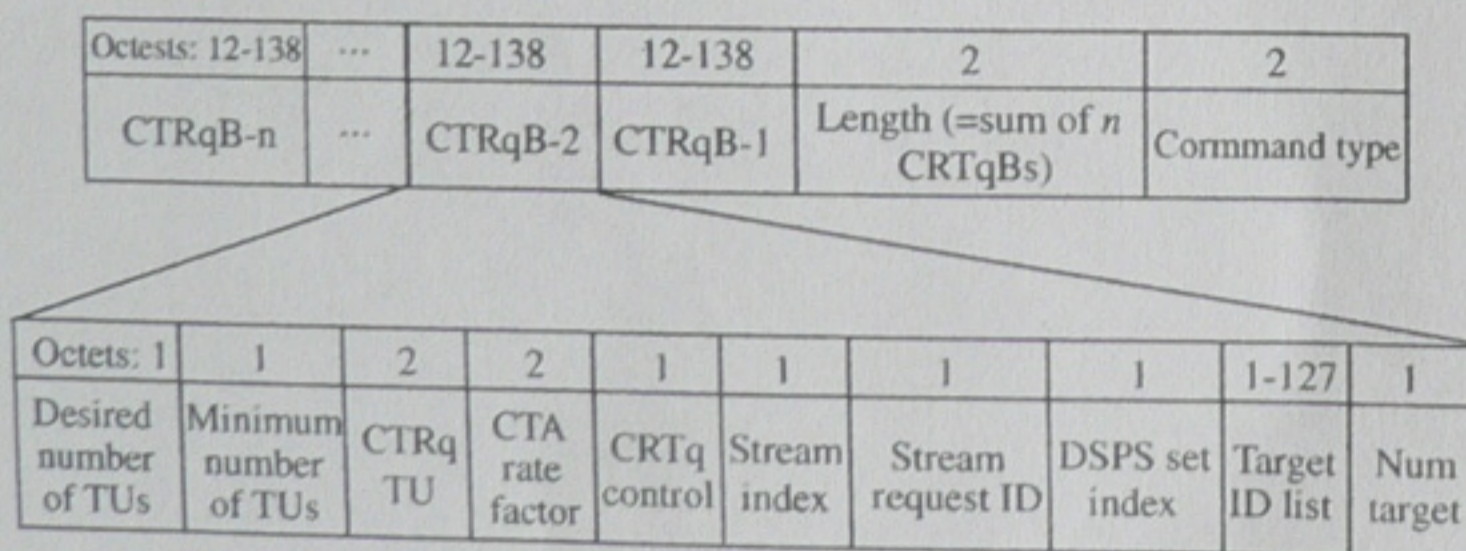 Octests: 12-138 ... 12-138 12-138 2 2
CTRqB-n ... CTRqB-2 CTRqB-1 Length (=sum of n CRTqBs) Cormmand type
Octets: 1 1 2 2 1 1 1 1 1-127 1
Desired number of TUs Minimum number of TUs CTRq TU CTA rate factor CRTq control Stream index Stream request ID DSPS set index Target ID list Num target